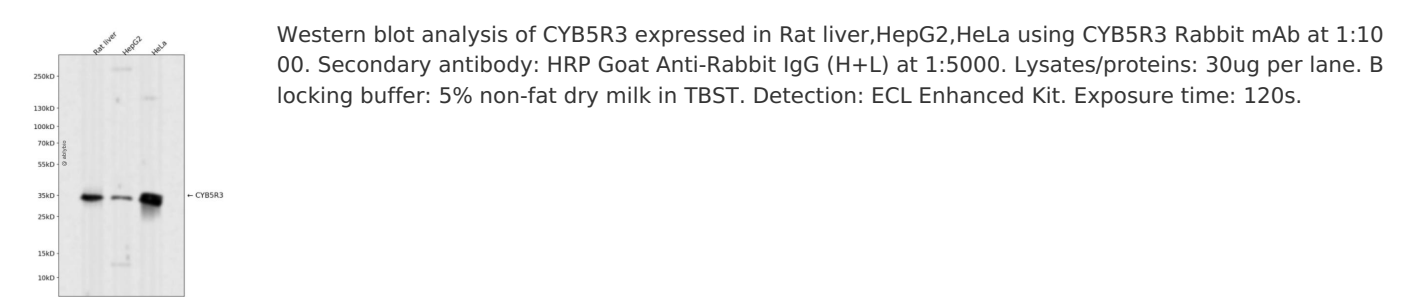 Western blot analysis of CYB5R3 expressed in Rat liver,HepG2,HeLa using CYB5R3 Rabbit mAb at 1:10
00. Secondary antibody: HRP Goat Anti-Rabbit IgG (H+L) at 1:5000. Lysates/proteins: 30ug per lane. B
locking buffer: 5% non-fat dry milk in TBST. Detection: ECL Enhanced Kit. Exposure time: 120s.
Rat liver
HepG2
HeLa
250kD
130kD
100kD
70kD
55kD
35kD
← CYB5R3
25kD
15kD
10kD